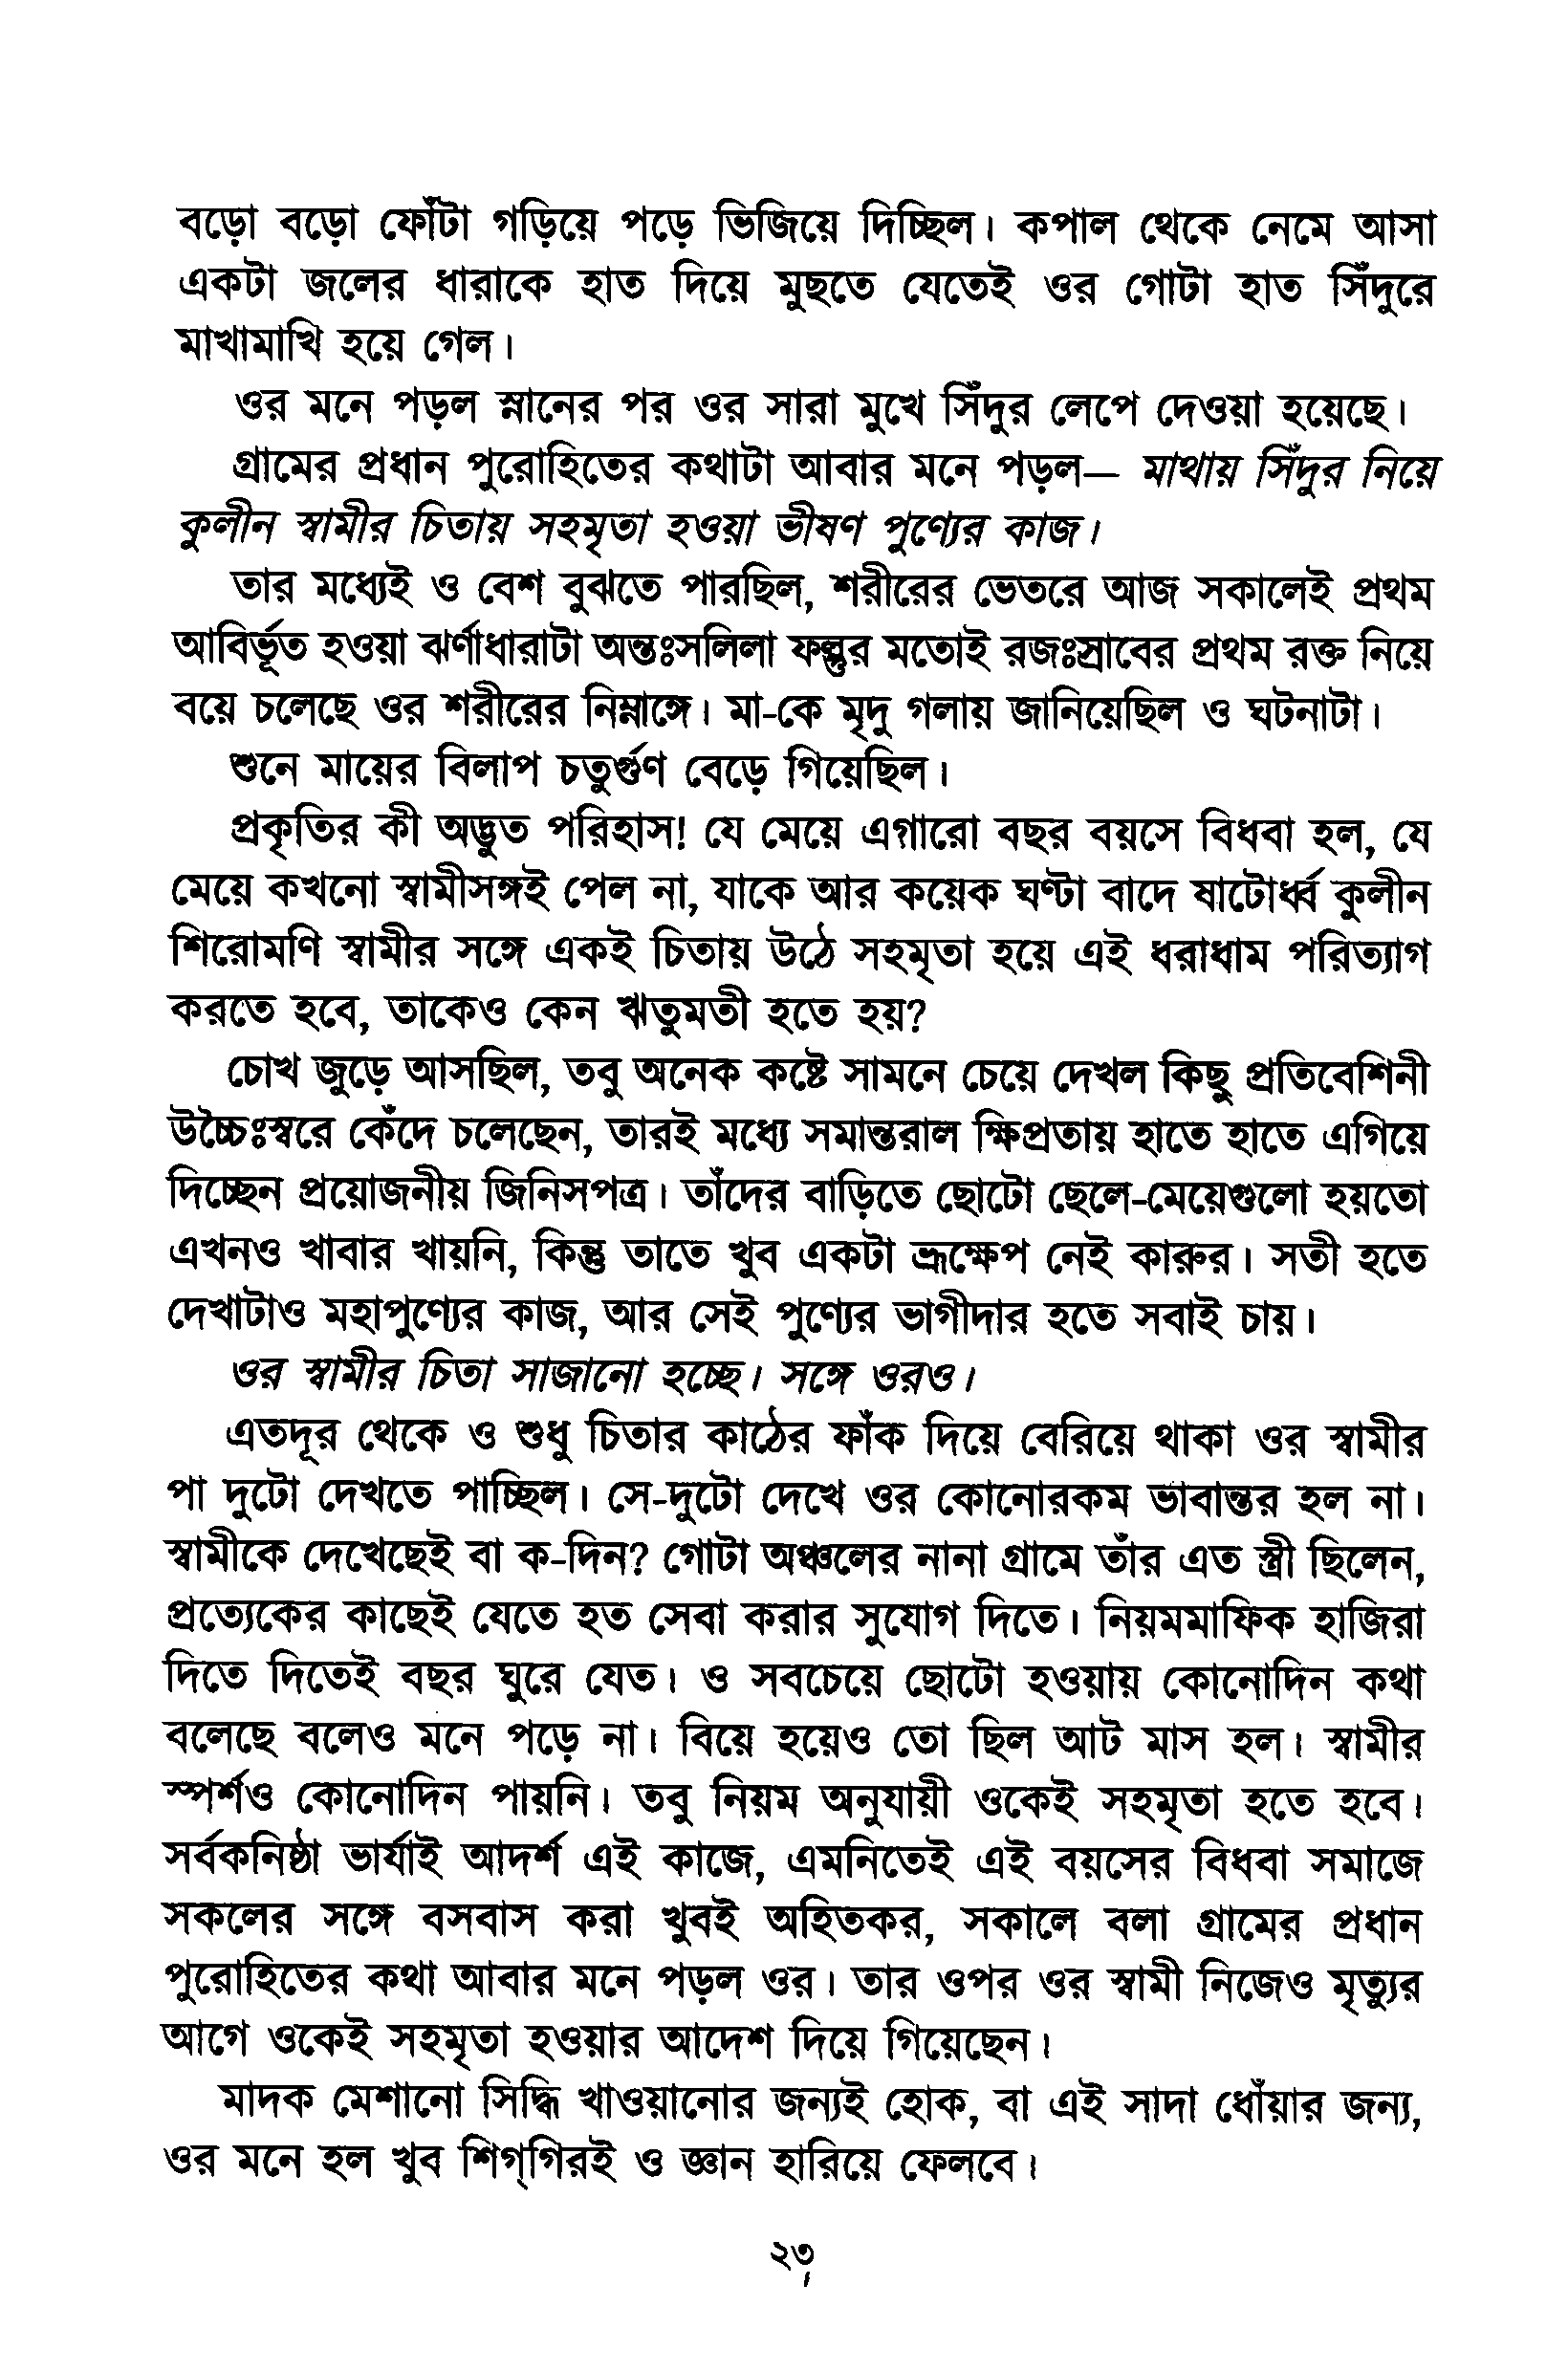 বড়ো বড়ো ফোঁটা গড়িয়ে পড়ে ভিজিয়ে দিচ্ছিল। কপাল থেকে নেমে আসা
একটা জলের ধারাকে হাত দিয়ে মুছতে যেতেই ওর গোটা হাত সিঁদুরে
মাখামাখি হয়ে গেল।
ওর মনে পড়ল স্নানের পর ওর সারা মুখে সিঁদুর লেপে দেওয়া হয়েছে।
গ্রামের প্রধান পুরোহিতের কথাটা আবার মনে পড়ল— মাথায় সিঁদুর নিয়ে
কুলীন স্বামীর চিতায় সহমৃতা হওয়া ভীষণ পুণ্যের কাজ।
তার মধ্যেই ও বেশ বুঝতে পারছিল, শরীরের ভেতরে আজ সকালেই প্রথম
আবির্ভূত হওয়া ঝর্ণাধারাটা অন্তঃসলিলা ফল্গুর মতোই রজঃস্রাবের প্রথম রক্ত নিয়ে
বয়ে চলেছে ওর শরীরের নিম্নাঙ্গে। মা-কে মৃদু গলায় জানিয়েছিল ও ঘটনাটা।
শুনে মায়ের বিলাপ চতুর্গুণ বেড়ে গিয়েছিল।
প্রকৃতির কী অদ্ভুত পরিহাস! যে মেয়ে এগারো বছর বয়সে বিধবা হল, যে
মেয়ে কখনো স্বামীসঙ্গই পেল না, যাকে আর কয়েক ঘণ্টা বাদে ষাটোর্ধ্ব কুলীন
শিরোমণি স্বামীর সঙ্গে একই চিতায় উঠে সহমৃতা হয়ে এই ধরাধাম পরিত্যাগ
করতে হবে, তাকেও কেন ঋতুমতী হতে হয়?
চোখ জুড়ে আসছিল, তবু অনেক কষ্টে সামনে চেয়ে দেখল কিছু প্রতিবেশিনী
উচ্চৈঃস্বরে কেঁদে চলেছেন, তারই মধ্যে সমান্তরাল ক্ষিপ্রতায় হাতে হাতে এগিয়ে
দিচ্ছেন প্রয়োজনীয় জিনিসপত্র। তাঁদের বাড়িতে ছোটো ছেলে-মেয়েগুলো হয়তো
এখনও খাবার খায়নি, কিন্তু তাতে খুব একটা ভ্রূক্ষেপ নেই কারুর। সতী হতে
দেখাটাও মহাপুণ্যের কাজ, আর সেই পুণ্যের ভাগীদার হতে সবাই চায়।
ওর স্বামীর চিতা সাজানো হচ্ছে। সঙ্গে ওরও।
এতদূর থেকে ও শুধু চিতার কাঠের ফাঁক দিয়ে বেরিয়ে থাকা ওর স্বামীর
পা দুটো দেখতে পাচ্ছিল। সে-দুটো দেখে ওর কোনোরকম ভাবান্তর হল না।
স্বামীকে দেখেছেই বা ক-দিন? গোটা অঞ্চলের নানা গ্রামে তাঁর এত স্ত্রী ছিলেন,
প্রত্যেকের কাছেই যেতে হত সেবা করার সুযোগ দিতে। নিয়মমাফিক হাজিরা
দিতে দিতেই বছর ঘুরে যেত। ও সবচেয়ে ছোটো হওয়ায় কোনোদিন কথা
বলেছে বলেও মনে পড়ে না। বিয়ে হয়েও তো ছিল আট মাস হল। স্বামীর
স্পর্শও কোনোদিন পায়নি। তবু নিয়ম অনুযায়ী ওকেই সহমৃতা হতে হবে।
সর্বকনিষ্ঠা ভার্যাই আদর্শ এই কাজে, এমনিতেই এই বয়সের বিধবা সমাজে
সকলের সঙ্গে বসবাস করা খুবই অহিতকর, সকালে বলা গ্রামের প্রধান
পুরোহিতের কথা আবার মনে পড়ল ওর। তার ওপর ওর স্বামী নিজেও মৃত্যুর
আগে ওকেই সহমৃতা হওয়ার আদেশ দিয়ে গিয়েছেন।
মাদক মেশানো সিদ্ধি খাওয়ানোর জন্যই হোক, বা এই সাদা ধোঁয়ার জন্য,
ওর মনে হল খুব শিগ্‌গিরই ও জ্ঞান হারিয়ে ফেলবে।
২৩